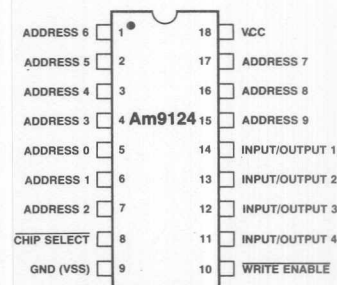 ADDRESS 6 1 18 VCC
ADDRESS 5 2 17 ADDRESS 7
ADDRESS 4 3 16 ADDRESS 8
ADDRESS 3 4 Am9124 15 ADDRESS 9
ADDRESS 0 5 14 INPUT/OUTPUT 1
ADDRESS 1 6 13 INPUT/OUTPUT 2
ADDRESS 2 7 12 INPUT/OUTPUT 3
CHIP SELECT 8 11 INPUT/OUTPUT 4
GND (VSS) 9 10 WRITE ENABLE